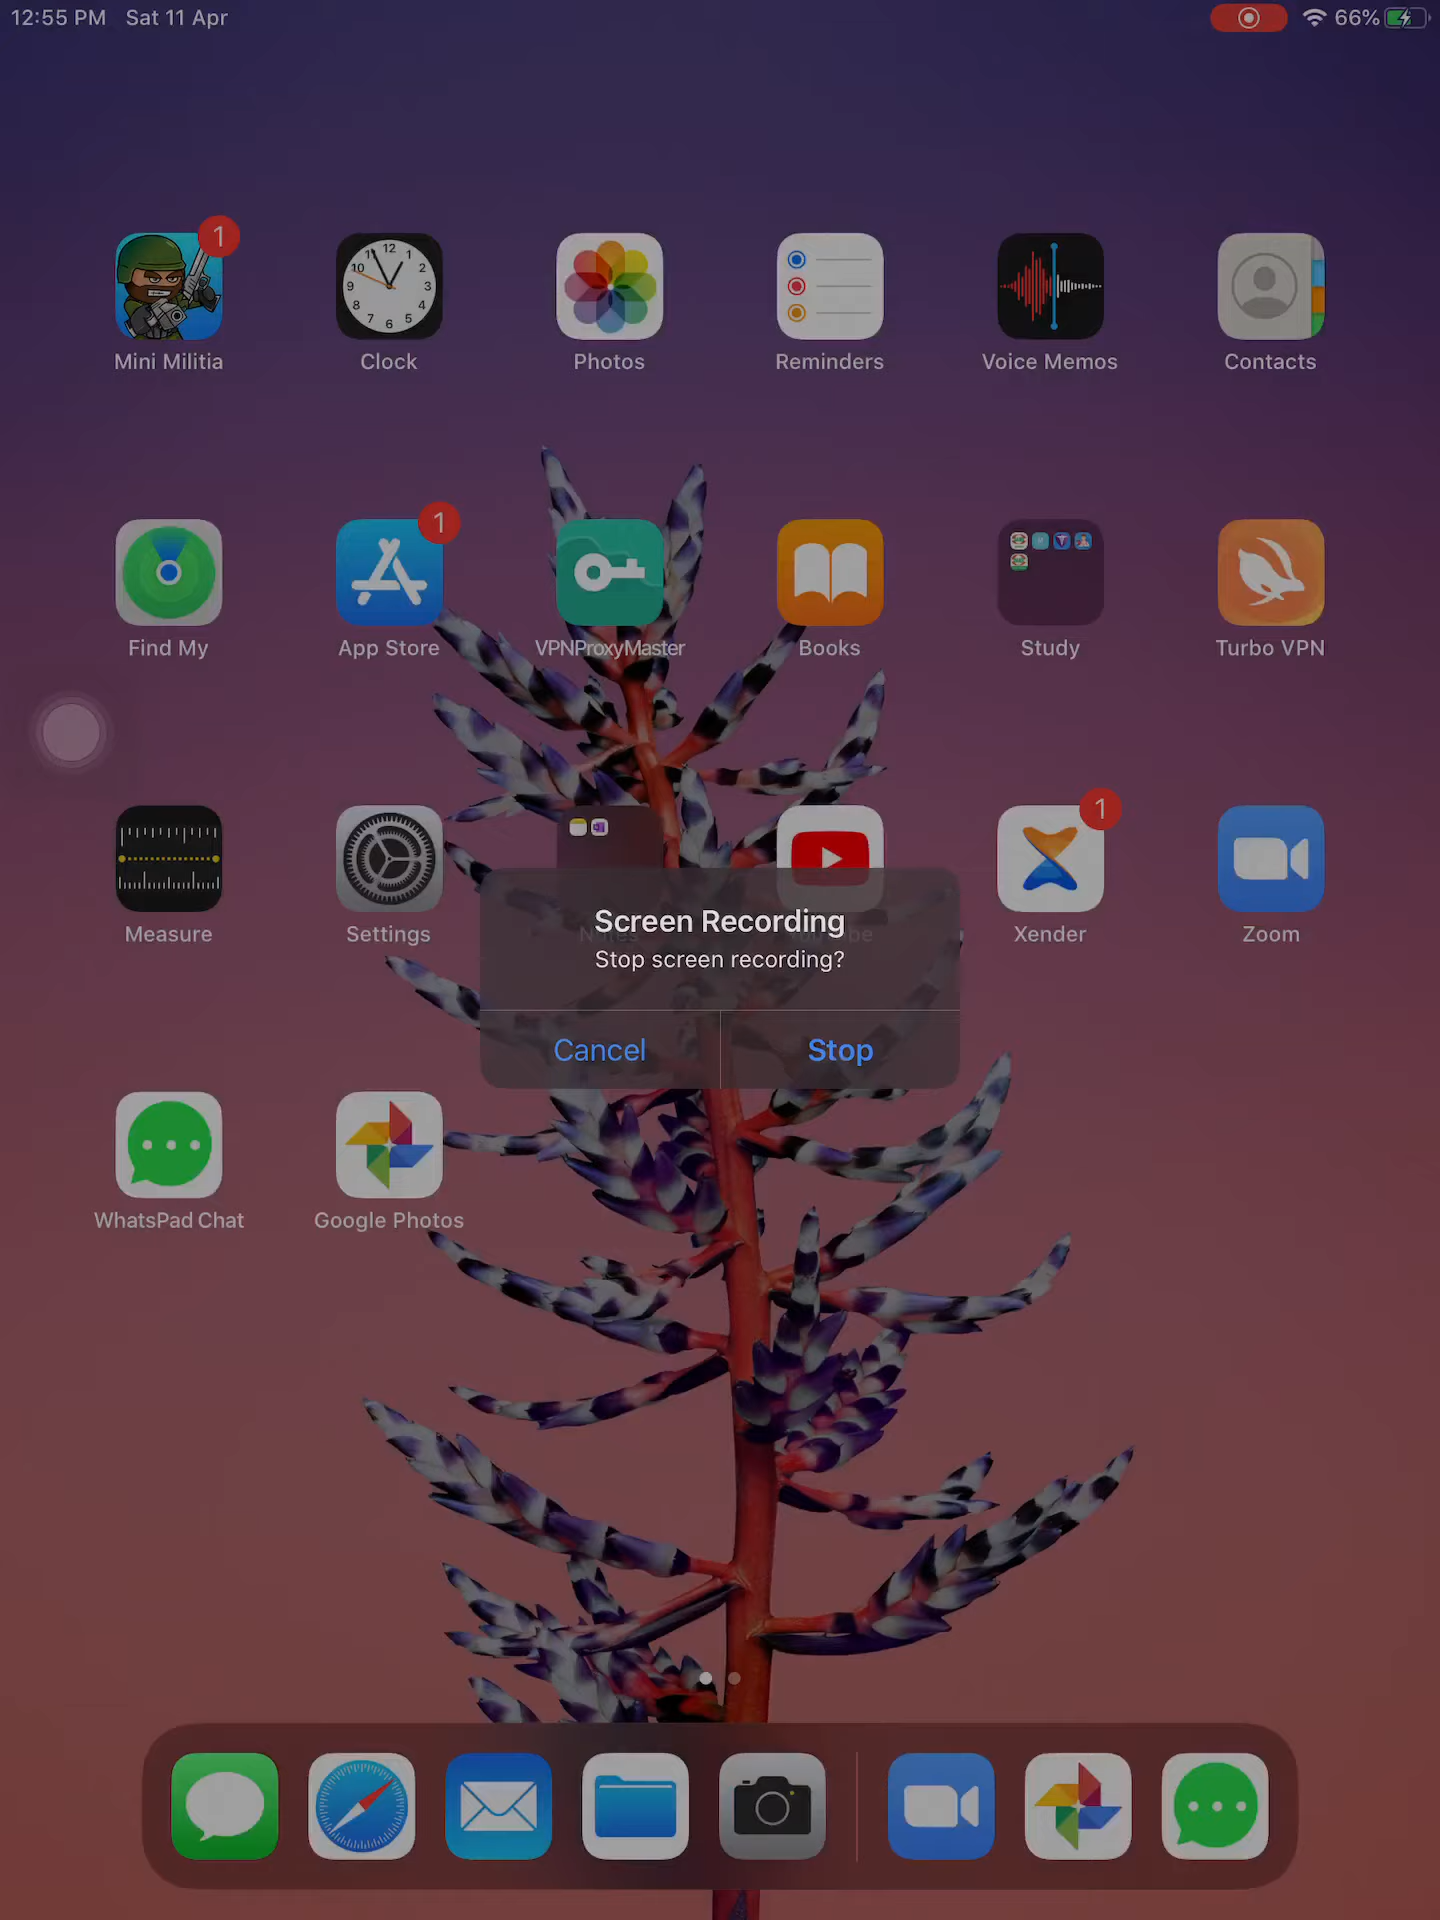 12:55 PM Sat 11 Apr 66%
1
Mini Militia Clock Photos Reminders Voice Memos Contacts
1
Find My App Store VPNProxyMaster Books Study Turbo VPN
1
Measure Settings Notes YouTube Xender Zoom
Screen Recording
Stop screen recording?
Cancel Stop
WhatsPad Chat Google Photos